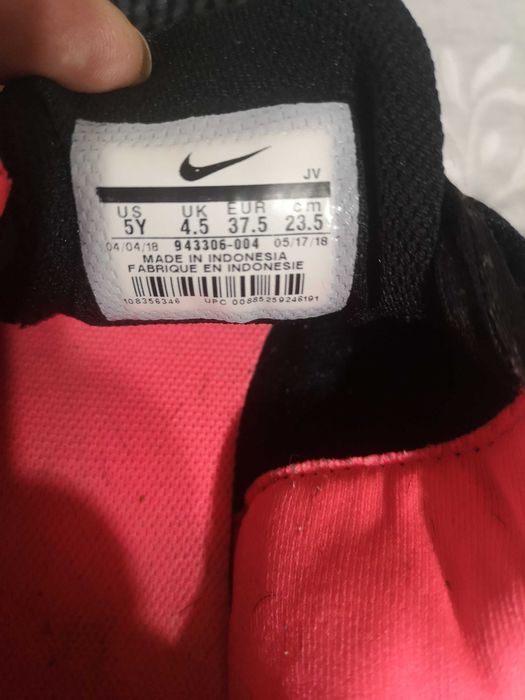 JV
US UK EUR cm
5Y 4.5 37.5 23.5
04/04/18 943306-004 05/17/18
MADE IN INDONESIA
FABRIQUE EN INDONESIE
108356346 UPC 00885259246191